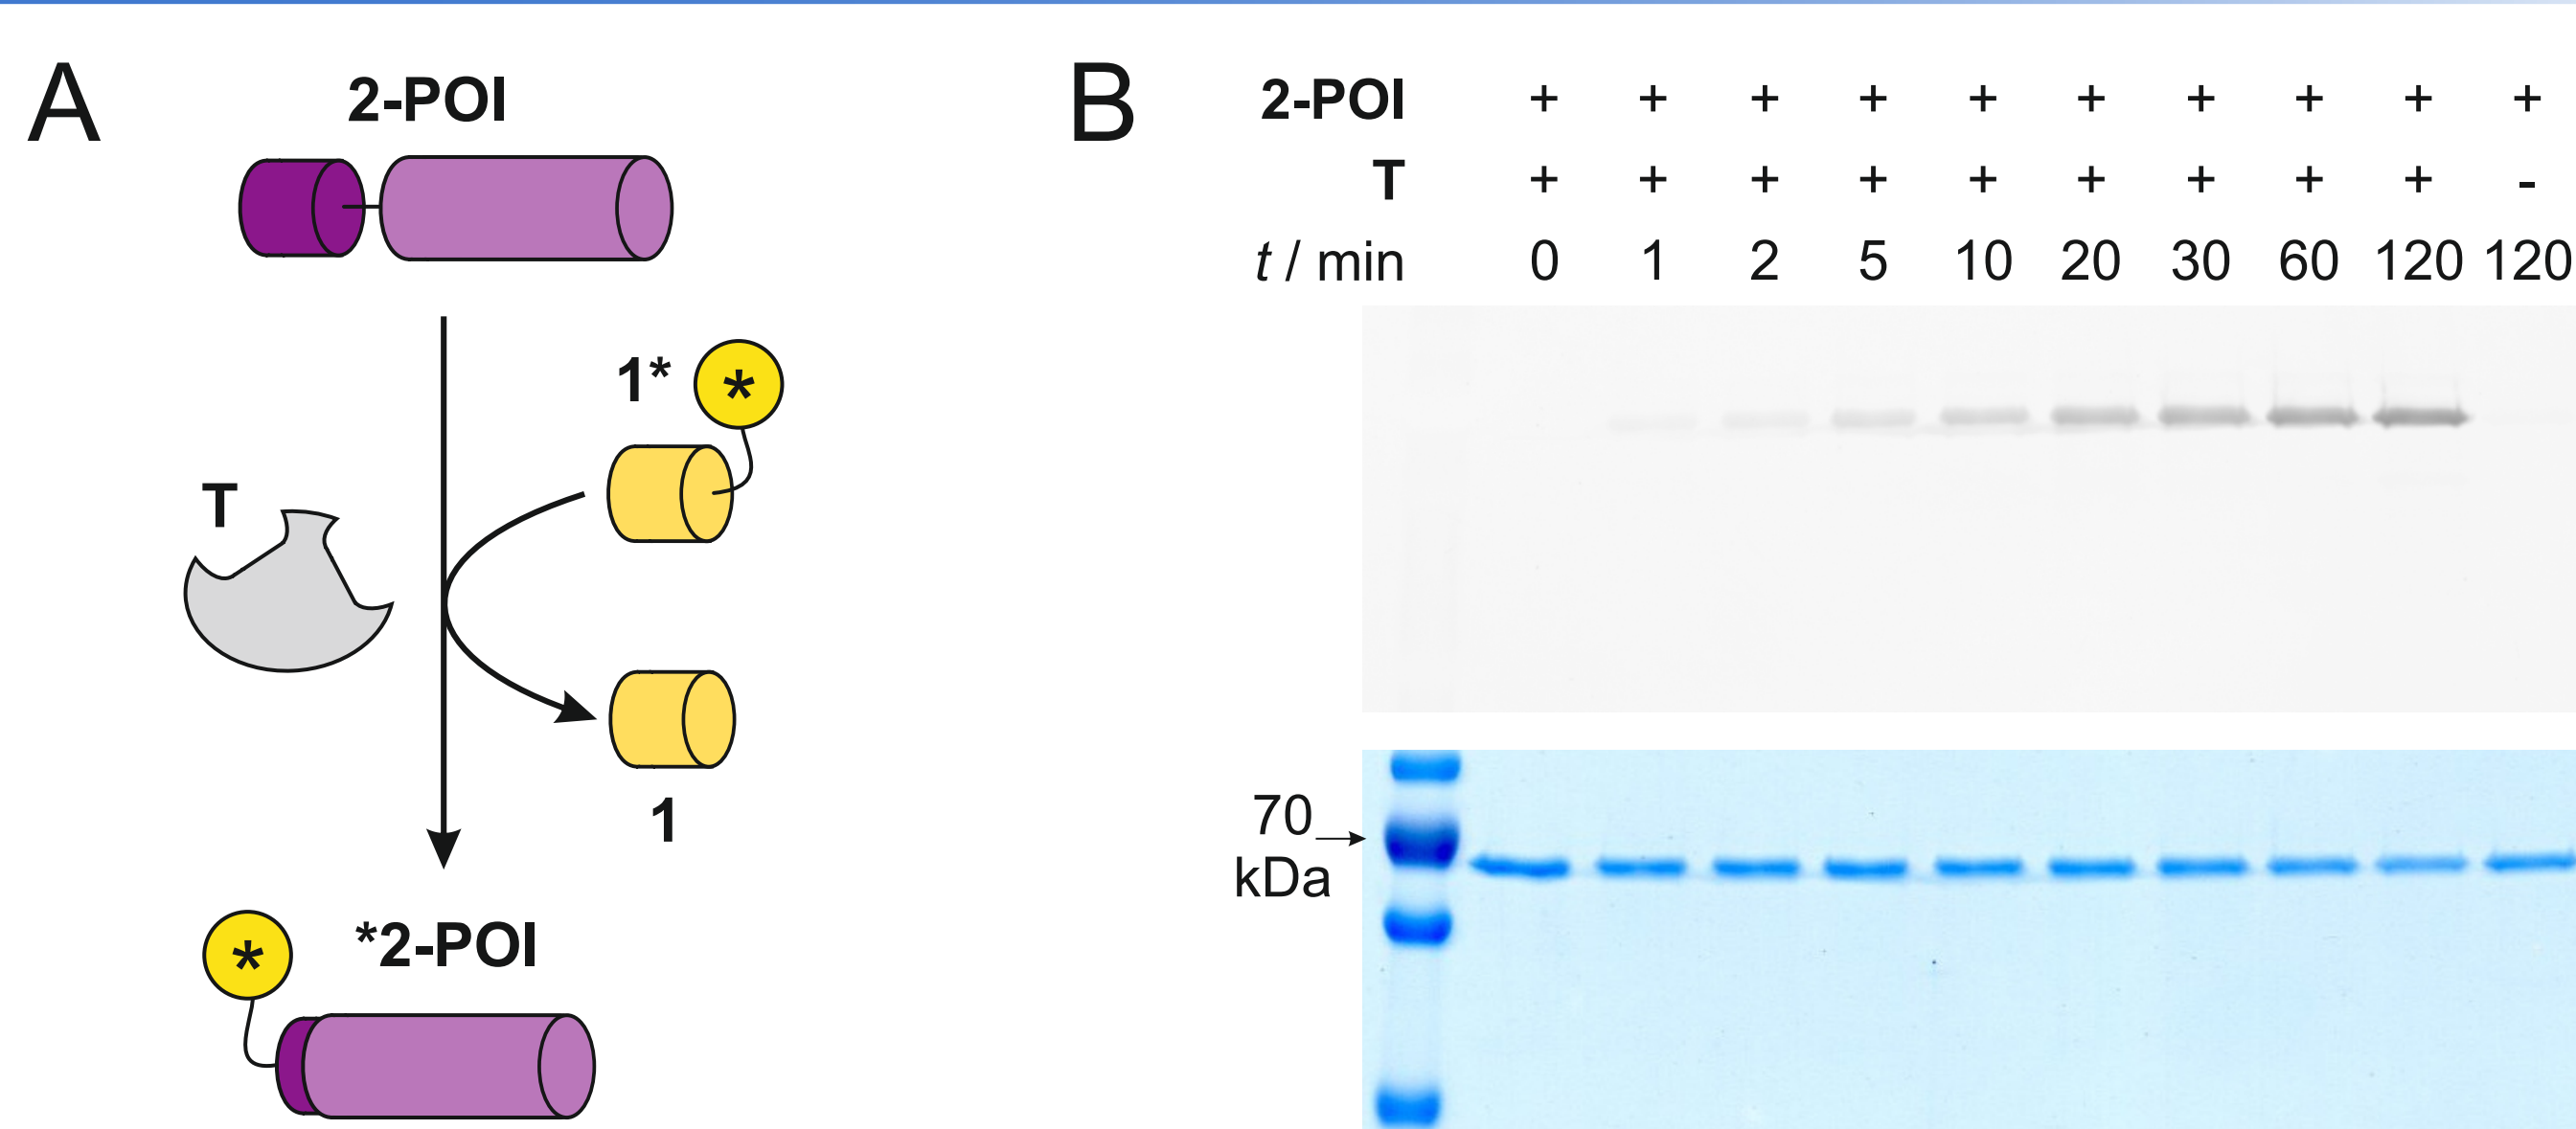 A
2-POI
1* *
T
1
* *2-POI
B
2-POI + + + + + + + + + +
T + + + + + + + + + -
t / min 0 1 2 5 10 20 30 60 120 120
70
kDa